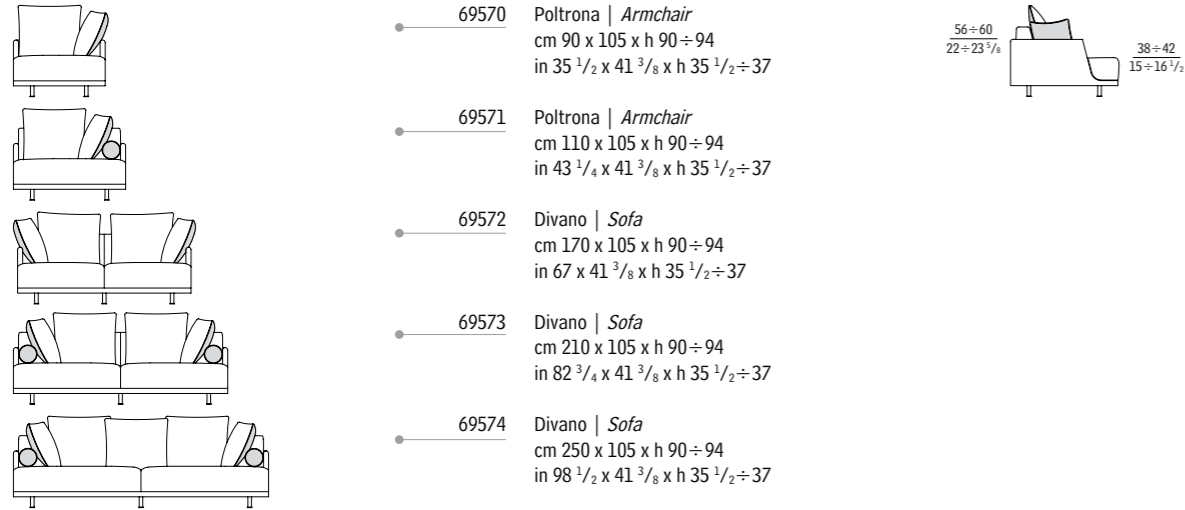 69570 Poltrona | Armchair
cm 90 x 105 x h 90÷94
in 35 1/2 x 41 3/8 x h 35 1/2÷37
69571 Poltrona | Armchair
cm 110 x 105 x h 90÷94
in 43 1/4 x 41 3/8 x h 35 1/2÷37
69572 Divano | Sofa
cm 170 x 105 x h 90÷94
in 67 x 41 3/8 x h 35 1/2÷37
69573 Divano | Sofa
cm 210 x 105 x h 90÷94
in 82 3/4 x 41 3/8 x h 35 1/2÷37
69574 Divano | Sofa
cm 250 x 105 x h 90÷94
in 98 1/2 x 41 3/8 x h 35 1/2÷37
56÷60
22÷23 5/8
38÷42
15÷16 1/2